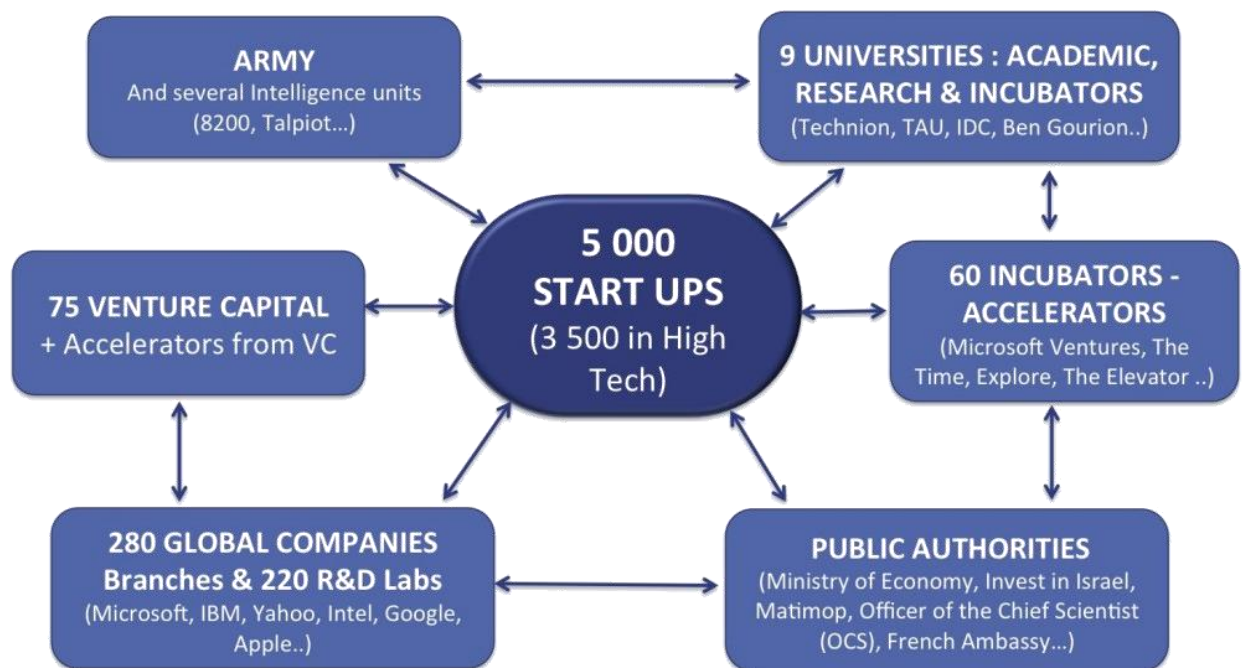 ARMY
And several Intelligence units
(8200, Talpiot...)
9 UNIVERSITIES : ACADEMIC,
RESEARCH & INCUBATORS
(Technion, TAU, IDC, Ben Gourion..)
5 000
START UPS
(3 500 in High
Tech)
75 VENTURE CAPITAL
+ Accelerators from VC
60 INCUBATORS -
ACCELERATORS
(Microsoft Ventures, The
Time, Explore, The Elevator ..)
280 GLOBAL COMPANIES
Branches & 220 R&D Labs
(Microsoft, IBM, Yahoo, Intel, Google,
Apple..)
PUBLIC AUTHORITIES
(Ministry of Economy, Invest in Israel,
Matimop, Officer of the Chief Scientist
(OCS), French Ambassy...)